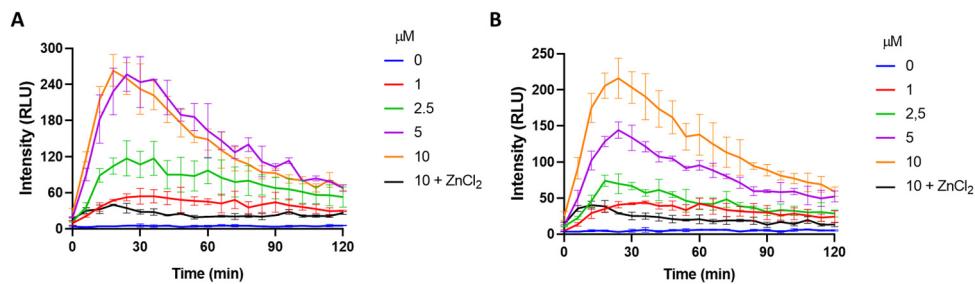 A
μM
Intensity (RLU)
300
240
180
120
60
0
0 30 60 90 120
Time (min)
0
1
2.5
5
10
10 + ZnCl₂
B
μM
Intensity (RLU)
250
200
150
100
50
0
0 30 60 90 120
Time (min)
0
1
2,5
5
10
10 + ZnCl₂